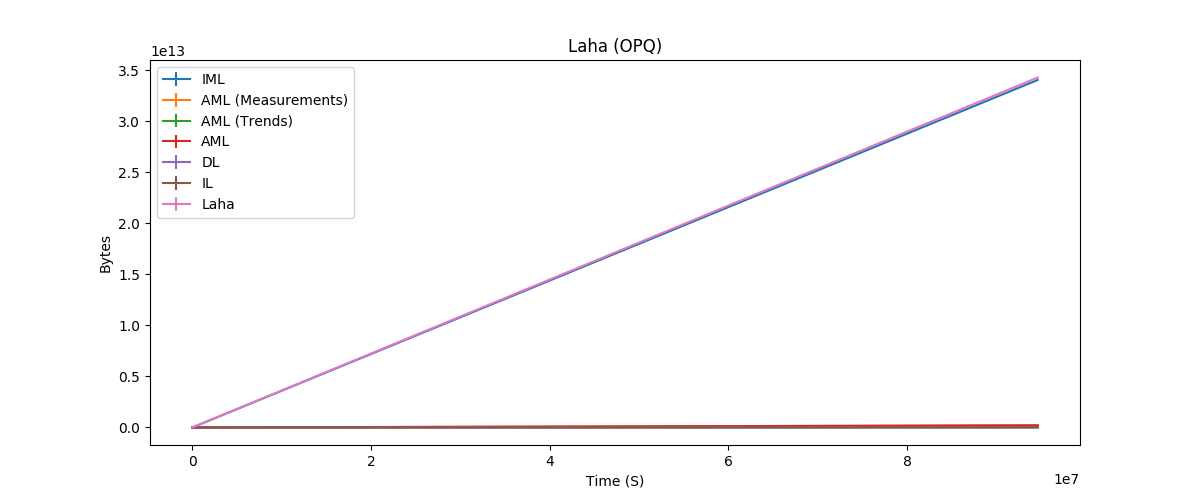 Laha (OPQ)
1e13
3.5
3.0
2.5
2.0
1.5
1.0
0.5
0.0
Bytes
IML
AML (Measurements)
AML (Trends)
AML
DL
IL
Laha
0 2 4 6 8
1e7
Time (S)